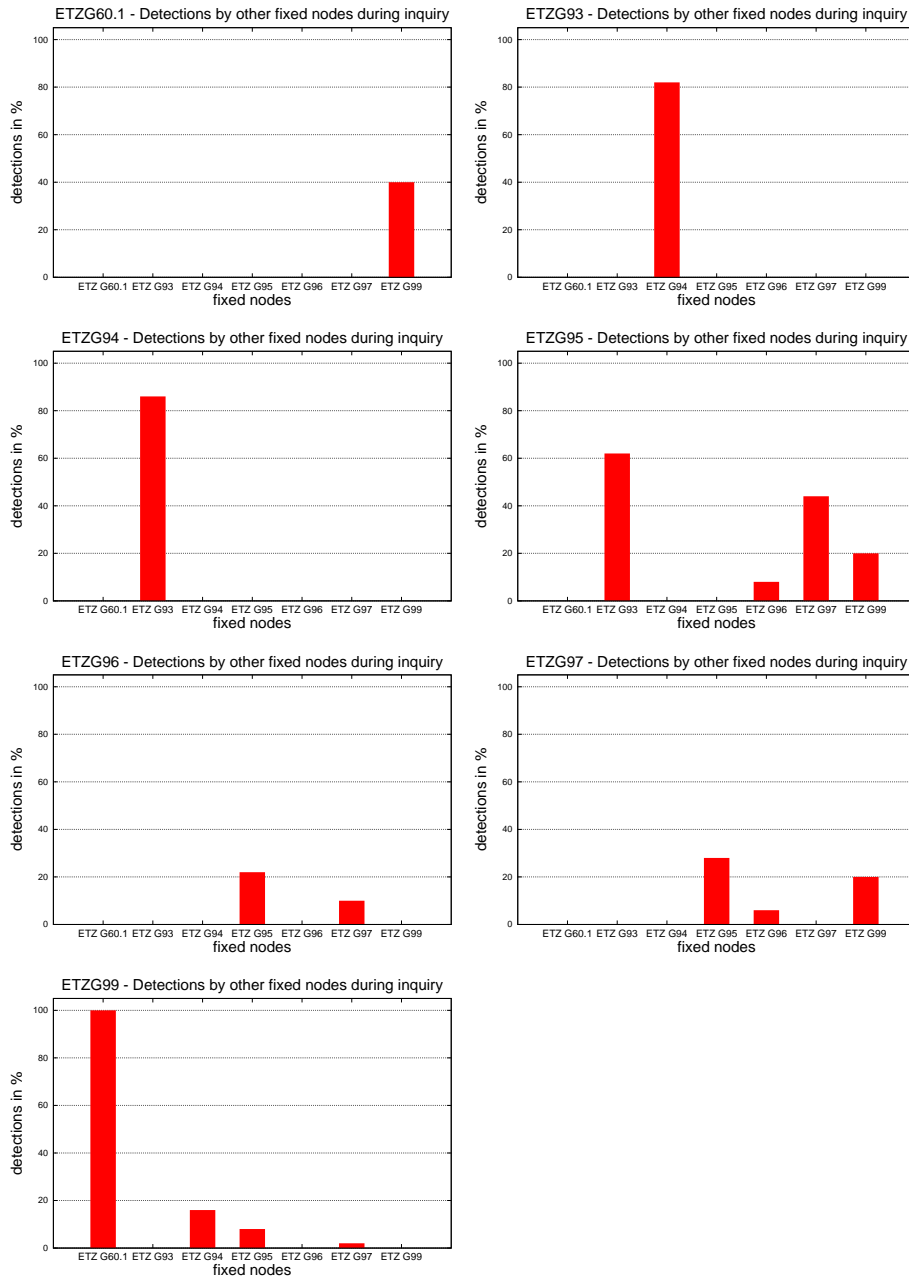 ETZG60.1 - Detections by other fixed nodes during inquiry
100
80
60
40
20
0
detections in %
ETZ G60.1 ETZ G93 ETZ G94 ETZ G95 ETZ G96 ETZ G97 ETZ G99
fixed nodes
ETZG93 - Detections by other fixed nodes during inquiry
100
80
60
40
20
0
detections in %
ETZ G60.1 ETZ G93 ETZ G94 ETZ G95 ETZ G96 ETZ G97 ETZ G99
fixed nodes
ETZG94 - Detections by other fixed nodes during inquiry
100
80
60
40
20
0
detections in %
ETZ G60.1 ETZ G93 ETZ G94 ETZ G95 ETZ G96 ETZ G97 ETZ G99
fixed nodes
ETZG95 - Detections by other fixed nodes during inquiry
100
80
60
40
20
0
detections in %
ETZ G60.1 ETZ G93 ETZ G94 ETZ G95 ETZ G96 ETZ G97 ETZ G99
fixed nodes
ETZG96 - Detections by other fixed nodes during inquiry
100
80
60
40
20
0
detections in %
ETZ G60.1 ETZ G93 ETZ G94 ETZ G95 ETZ G96 ETZ G97 ETZ G99
fixed nodes
ETZG97 - Detections by other fixed nodes during inquiry
100
80
60
40
20
0
detections in %
ETZ G60.1 ETZ G93 ETZ G94 ETZ G95 ETZ G96 ETZ G97 ETZ G99
fixed nodes
ETZG99 - Detections by other fixed nodes during inquiry
100
80
60
40
20
0
detections in %
ETZ G60.1 ETZ G93 ETZ G94 ETZ G95 ETZ G96 ETZ G97 ETZ G99
fixed nodes